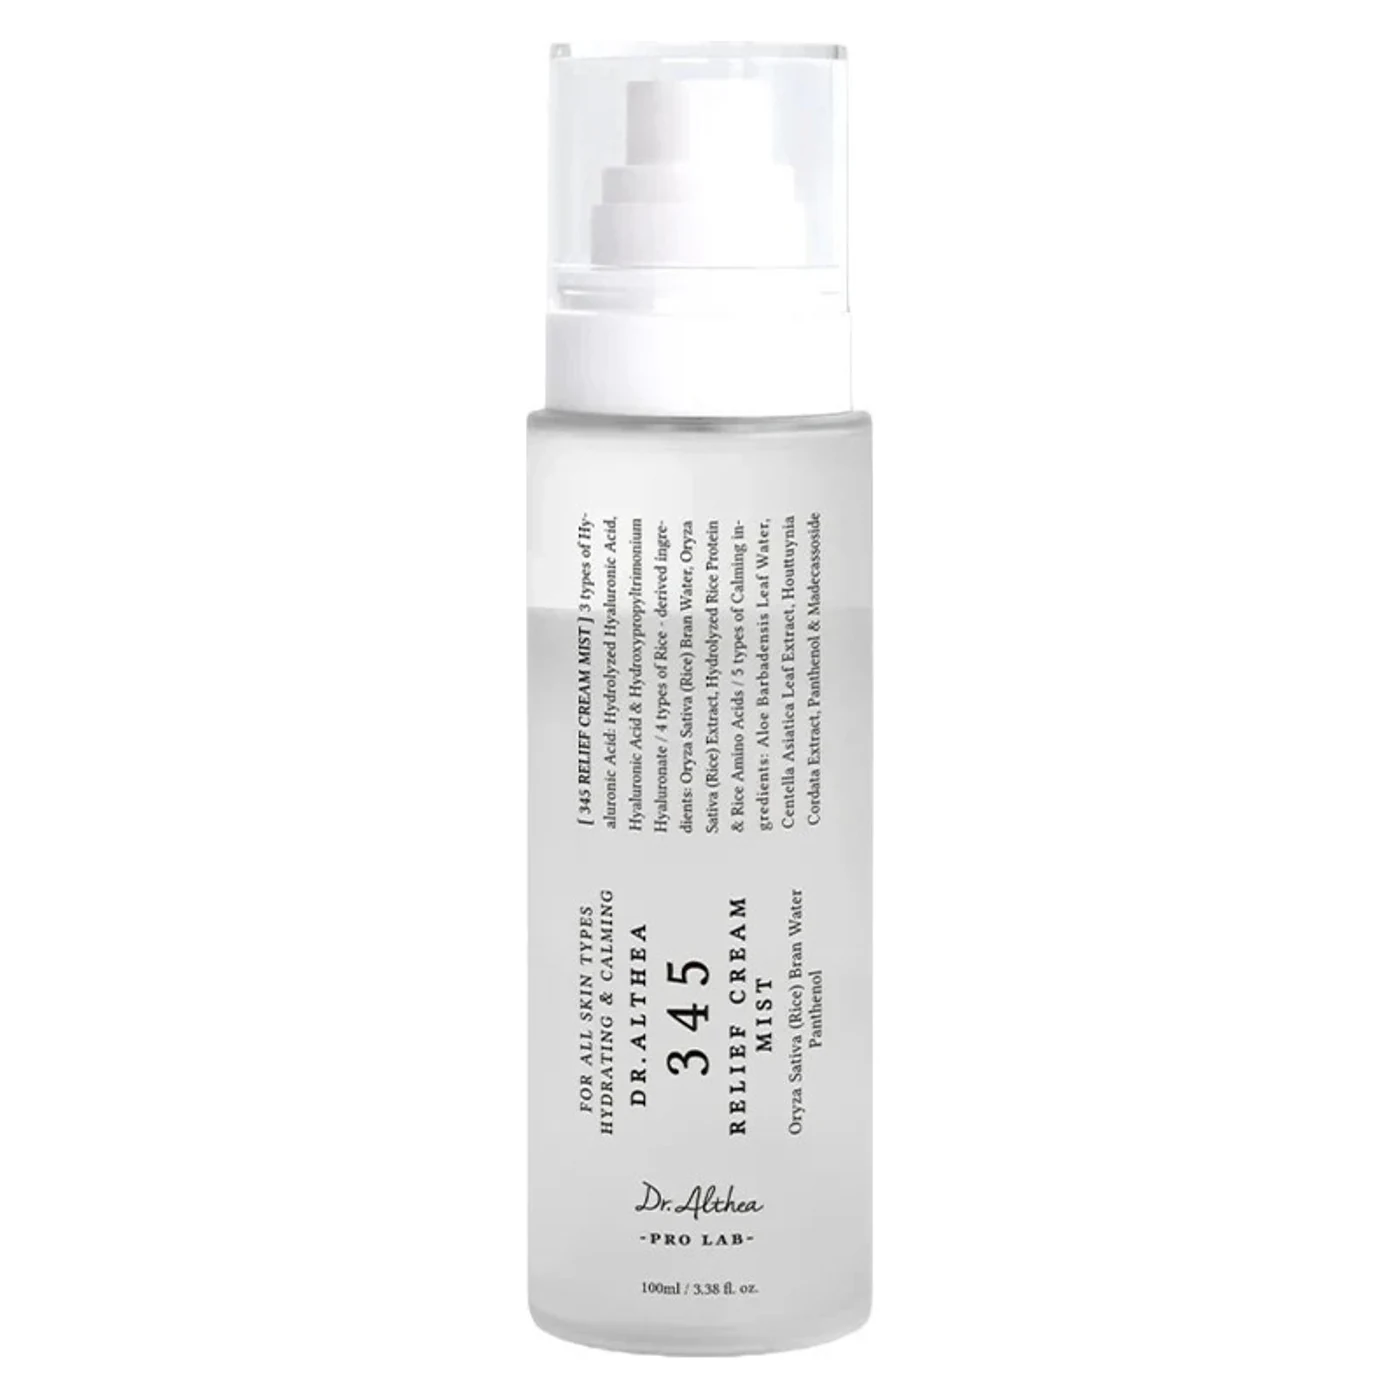 [ 345 RELIEF CREAM MIST ] 3 types of Hy-
aluronic Acid: Hydrolyzed Hyaluronic Acid,
Hyaluronic Acid & Hydroxypropyltrimonium
Hyaluronate / 4 types of Rice - derived ingre-
dients: Oryza Sativa (Rice) Bran Water, Oryza
Sativa (Rice) Extract, Hydrolyzed Rice Protein
& Rice Amino Acids / 5 types of Calming in-
gredients: Aloe Barbadensis Leaf Water,
Centella Asiatica Leaf Extract, Houttuynia
Cordata Extract, Panthenol & Madecassoside
FOR ALL SKIN TYPES
HYDRATING & CALMING
DR.ALTHEA
345
RELIEF CREAM
MIST
Oryza Sativa (Rice) Bran Water
Panthenol
Dr.Althea
-PRO LAB-
100ml / 3.38 fl. oz.